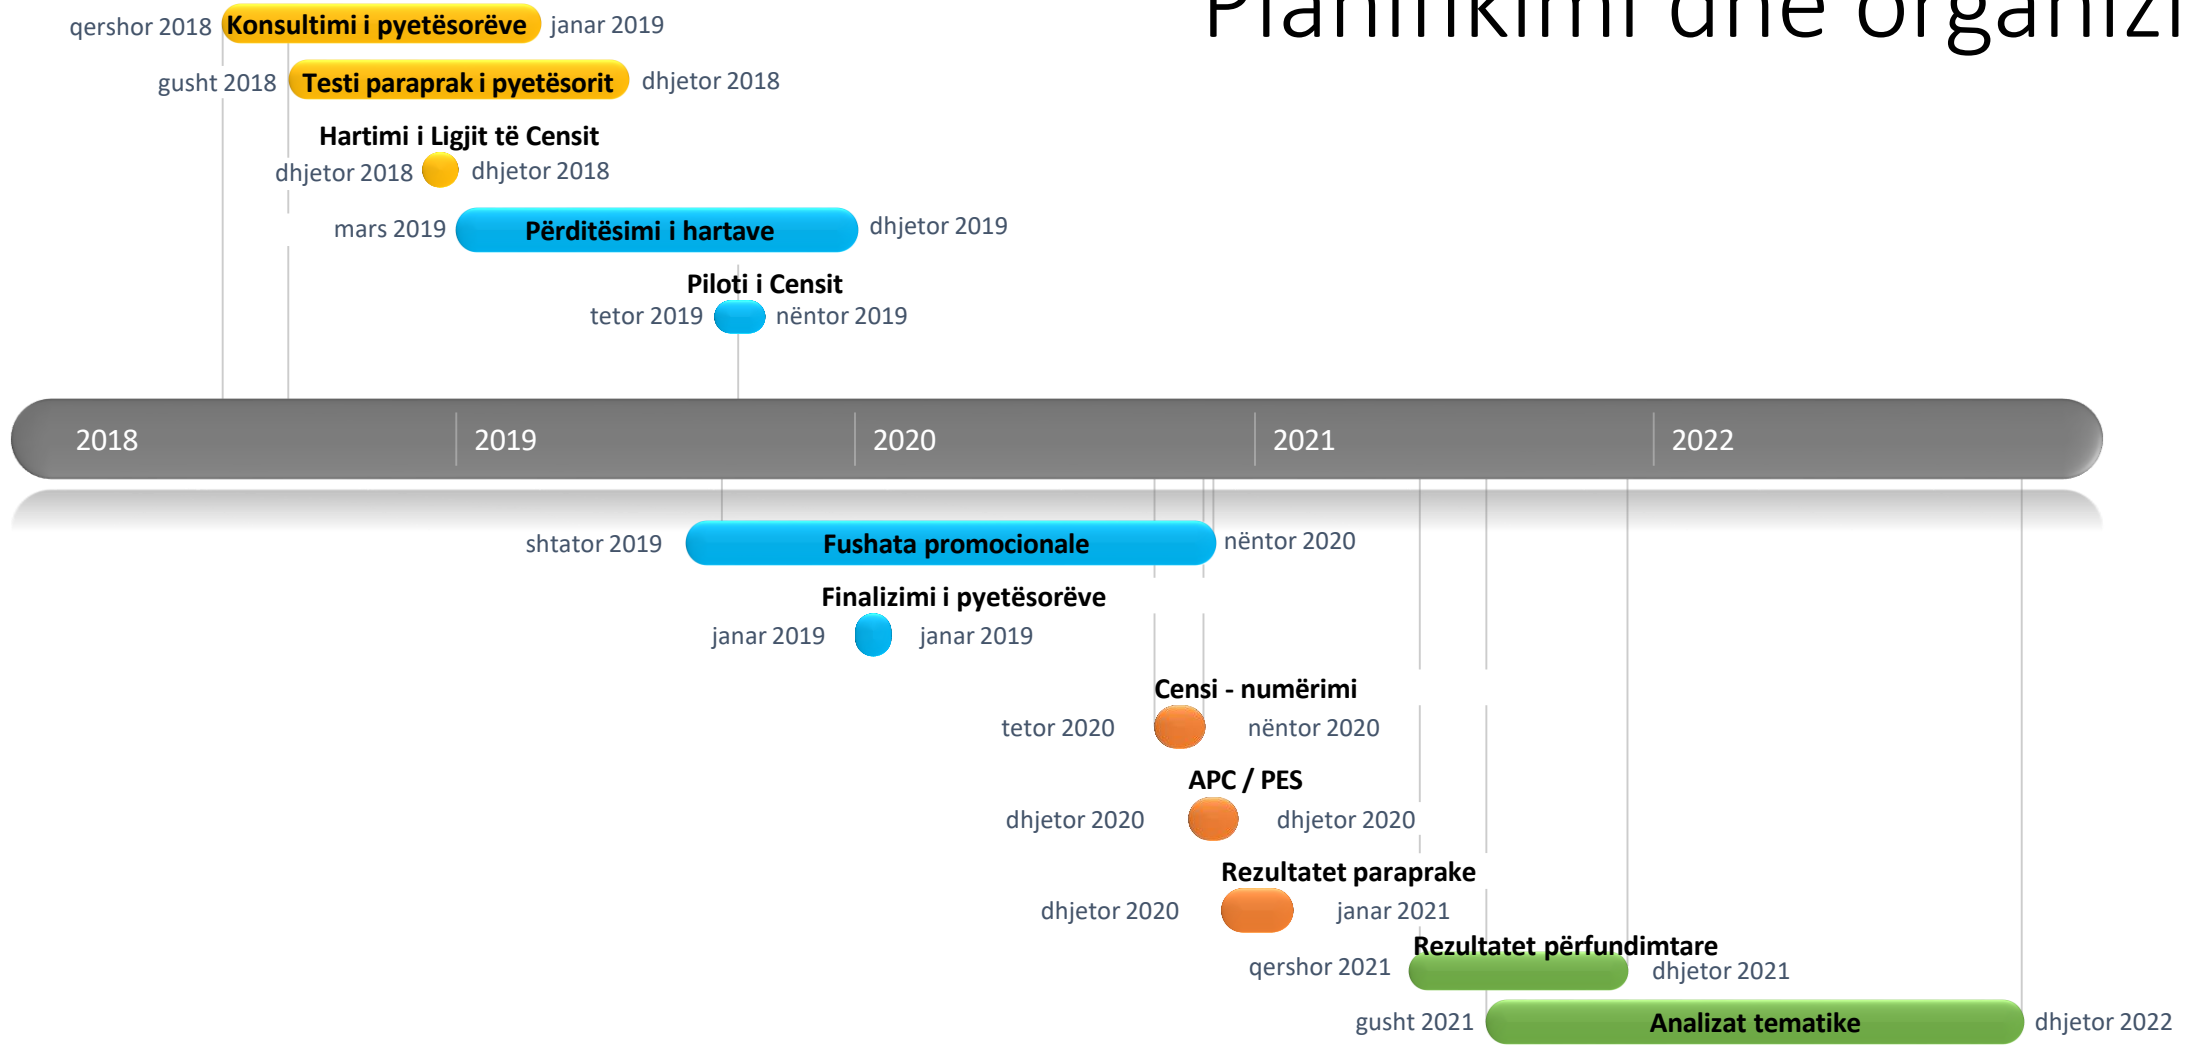 Planifikimi dhe organizi
qershor 2018 Konsultimi i pyetësorëve janar 2019
gusht 2018 Testi paraprak i pyetësorit dhjetor 2018
Hartimi i Ligjit të Censit
dhjetor 2018 dhjetor 2018
mars 2019 Përditësimi i hartave dhjetor 2019
Piloti i Censit
tetor 2019 nëntor 2019
2018 2019 2020 2021 2022
shtator 2019 Fushata promocionale nëntor 2020
Finalizimi i pyetësorëve
janar 2019 janar 2019
Censi - numërimi
tetor 2020 nëntor 2020
APC / PES
dhjetor 2020 dhjetor 2020
Rezultatet paraprake
dhjetor 2020 janar 2021
Rezultatet përfundimtare
qershor 2021 dhjetor 2021
gusht 2021 Analizat tematike dhjetor 2022